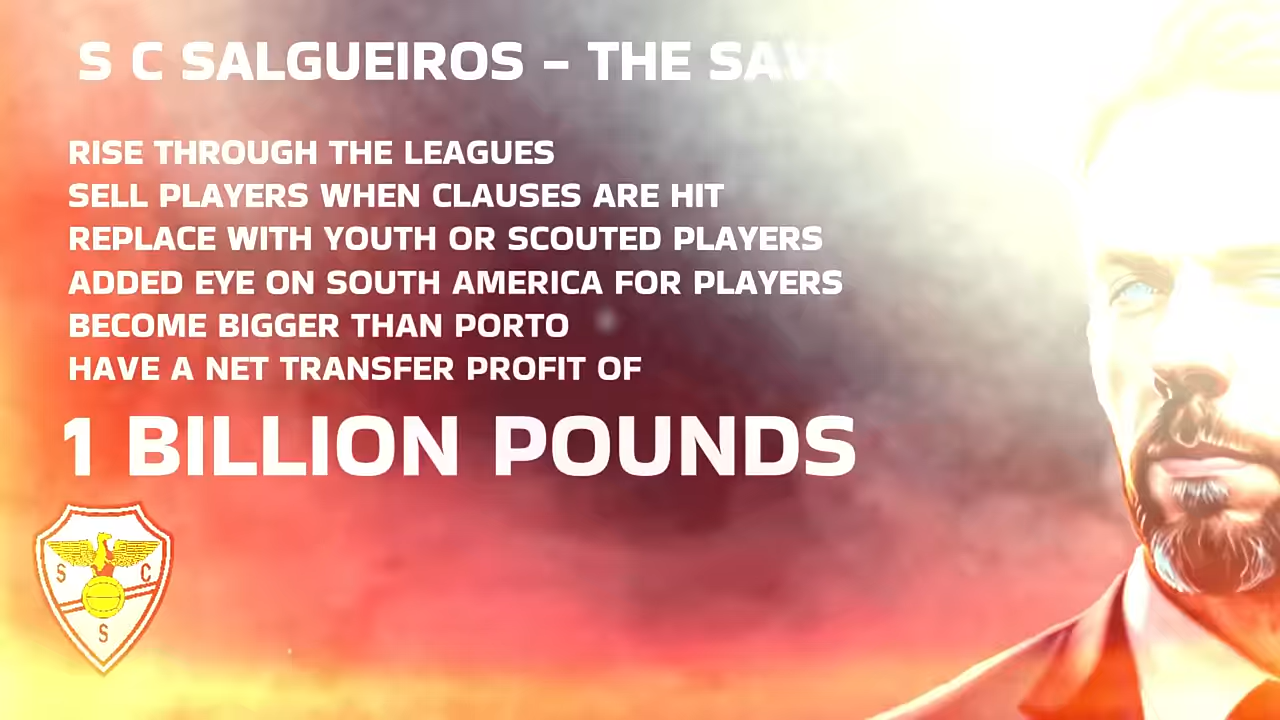 S C SALGUEIROS – THE SAVE
RISE THROUGH THE LEAGUES
SELL PLAYERS WHEN CLAUSES ARE HIT
REPLACE WITH YOUTH OR SCOUTED PLAYERS
ADDED EYE ON SOUTH AMERICA FOR PLAYERS
BECOME BIGGER THAN PORTO
HAVE A NET TRANSFER PROFIT OF
1 BILLION POUNDS
S C
S